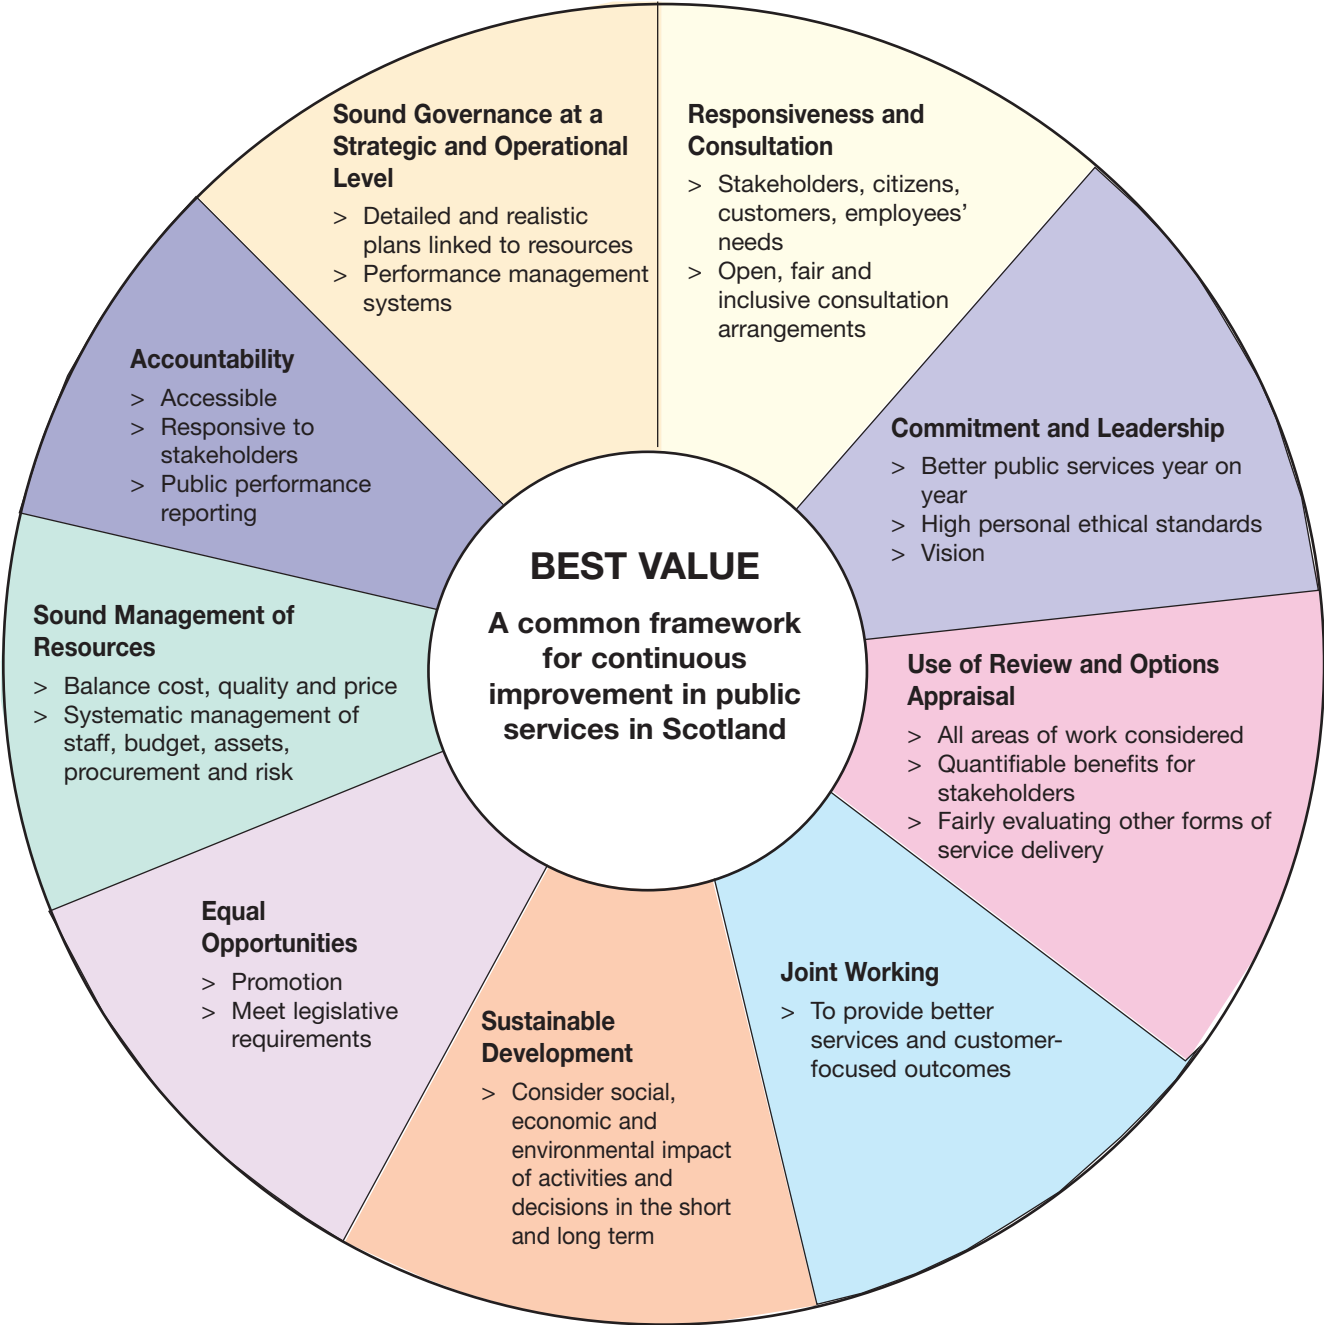 Sound Governance at a
Strategic and Operational
Level
> Detailed and realistic
plans linked to resources
> Performance management
systems
Responsiveness and
Consultation
> Stakeholders, citizens,
customers, employees’
needs
> Open, fair and
inclusive consultation
arrangements
Commitment and Leadership
> Better public services year on
year
> High personal ethical standards
> Vision
Use of Review and Options
Appraisal
> All areas of work considered
> Quantifiable benefits for
stakeholders
> Fairly evaluating other forms of
service delivery
Joint Working
> To provide better
services and customer-
focused outcomes
Sustainable
Development
> Consider social,
economic and
environmental impact
of activities and
decisions in the short
and long term
Equal
Opportunities
> Promotion
> Meet legislative
requirements
Sound Management of
Resources
> Balance cost, quality and price
> Systematic management of
staff, budget, assets,
procurement and risk
Accountability
> Accessible
> Responsive to
stakeholders
> Public performance
reporting
BEST VALUE
A common framework
for continuous
improvement in public
services in Scotland